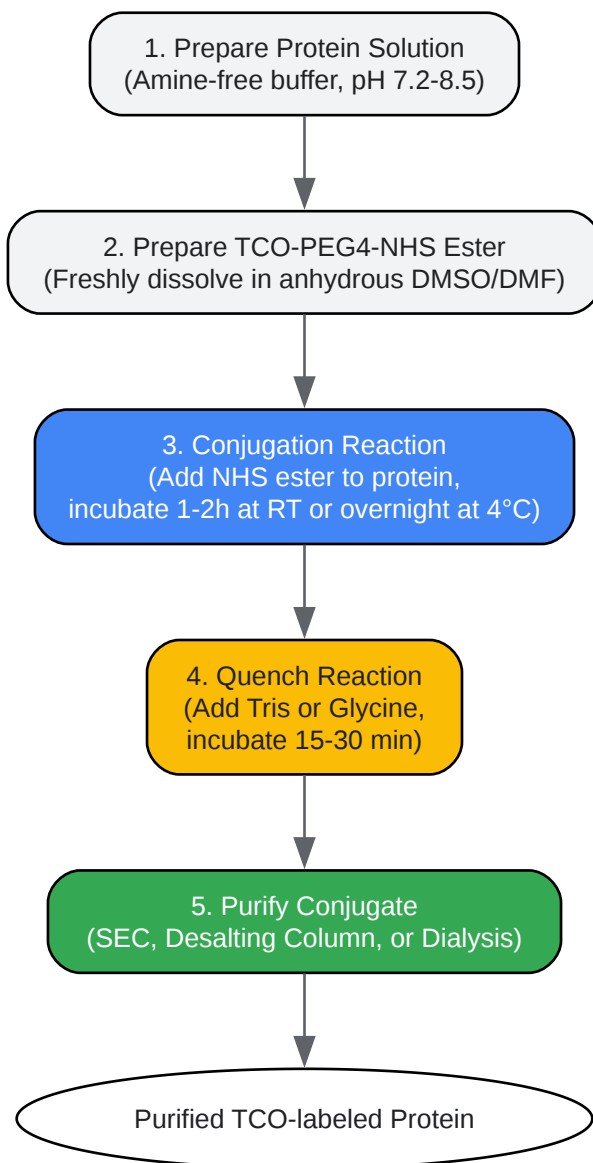 1. Prepare Protein Solution
(Amine-free buffer, pH 7.2-8.5)
2. Prepare TCO-PEG4-NHS Ester
(Freshly dissolve in anhydrous DMSO/DMF)
3. Conjugation Reaction
(Add NHS ester to protein,
incubate 1-2h at RT or overnight at 4°C)
4. Quench Reaction
(Add Tris or Glycine,
incubate 15-30 min)
5. Purify Conjugate
(SEC, Desalting Column, or Dialysis)
Purified TCO-labeled Protein